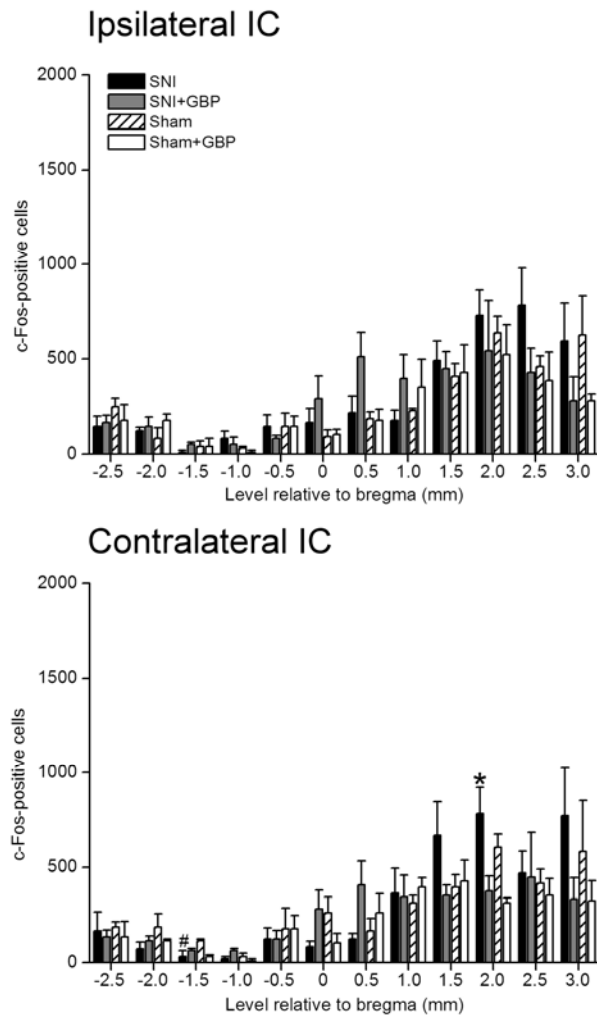 Ipsilateral IC
2000
1500
1000
500
0
c-Fos-positive cells
SNI
SNI+GBP
Sham
Sham+GBP
-2.5 -2.0 -1.5 -1.0 -0.5 0 0.5 1.0 1.5 2.0 2.5 3.0
Level relative to bregma (mm)
Contralateral IC
2000
1500
1000
500
0
c-Fos-positive cells
#
*
-2.5 -2.0 -1.5 -1.0 -0.5 0 0.5 1.0 1.5 2.0 2.5 3.0
Level relative to bregma (mm)